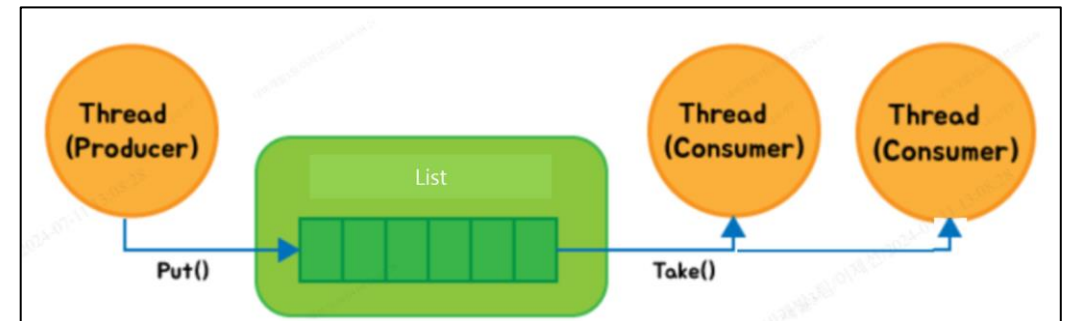 Thread
(Producer)
List
Thread
(Consumer)
Thread
(Consumer)
Put()
Take()